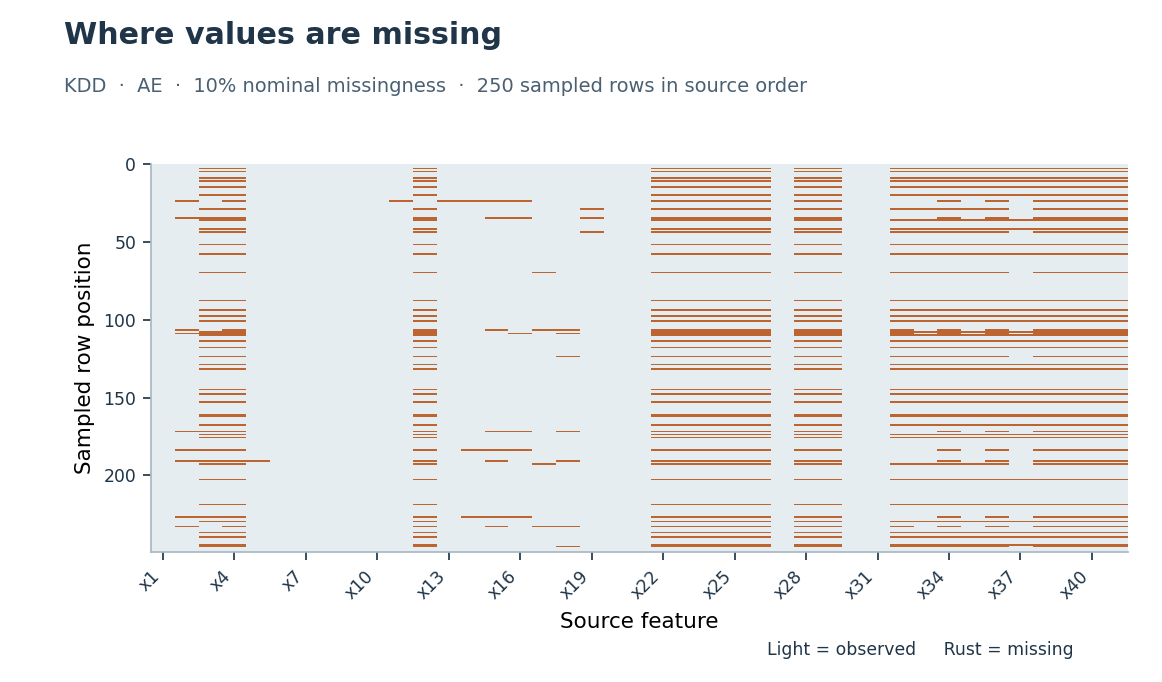 Where values are missing
KDD · AE · 10% nominal missingness · 250 sampled rows in source order
0
50
100
150
200
Sampled row position
x1 x4 x7 x10 x13 x16 x19 x22 x25 x28 x31 x34 x37 x40
Source feature
Light = observed Rust = missing